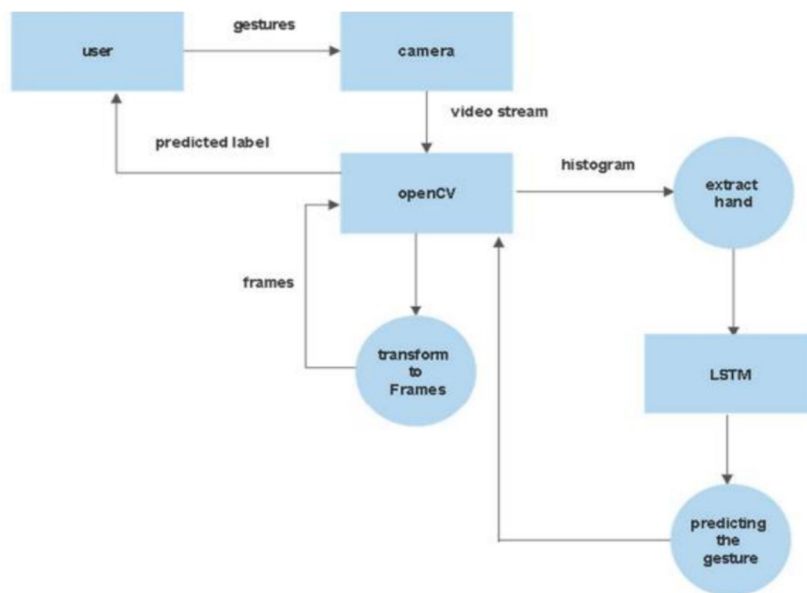 gestures
user
camera
video stream
predicted label
openCV
histogram
extract
hand
frames
transform
to
Frames
LSTM
predicting
the
gesture